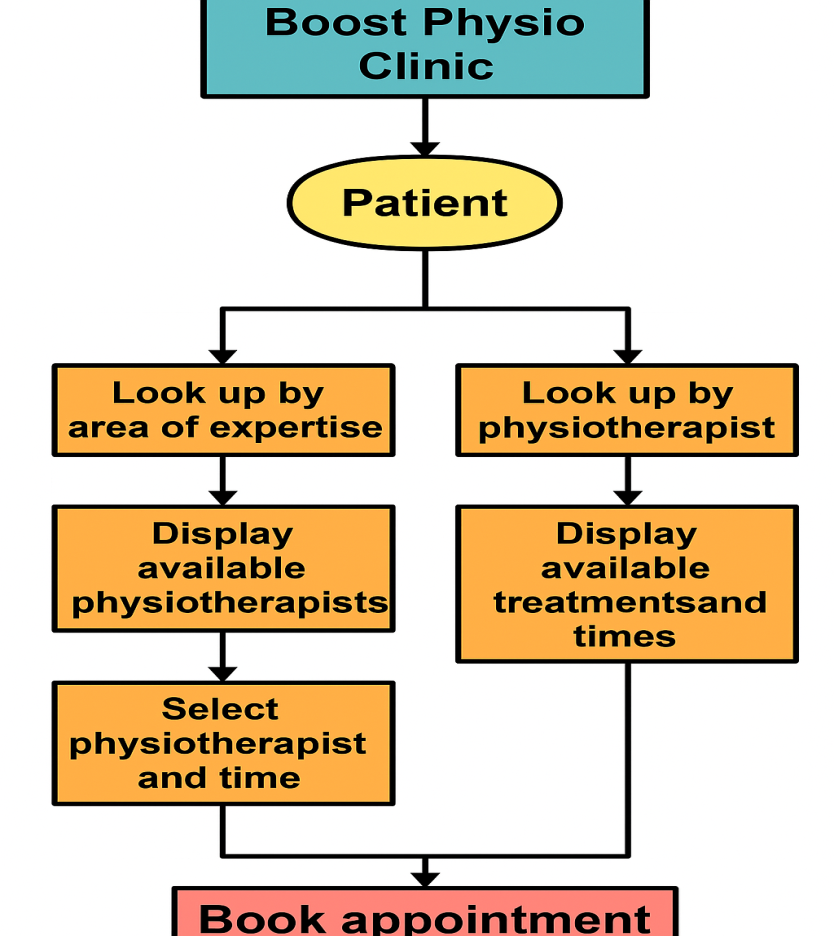 Boost Physio
Clinic
Patient
Look up by
area of expertise
Look up by
physiotherapist
Display
available
physiotherapists
Display
available
treatmentsand
times
Select
physiotherapist
and time
Book appointment